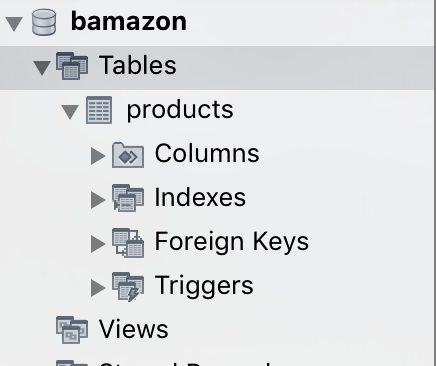 bamazon
Tables
products
Columns
Indexes
Foreign Keys
Triggers
Views